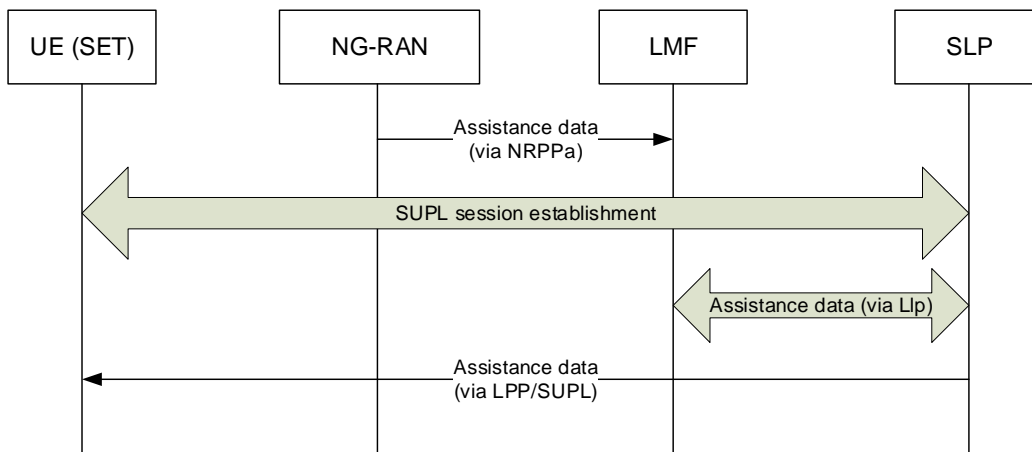 UE (SET)
NG-RAN
LMF
SLP
Assistance data
(via NRPPa)
SUPL session establishment
Assistance data (via Llp)
Assistance data
(via LPP/SUPL)